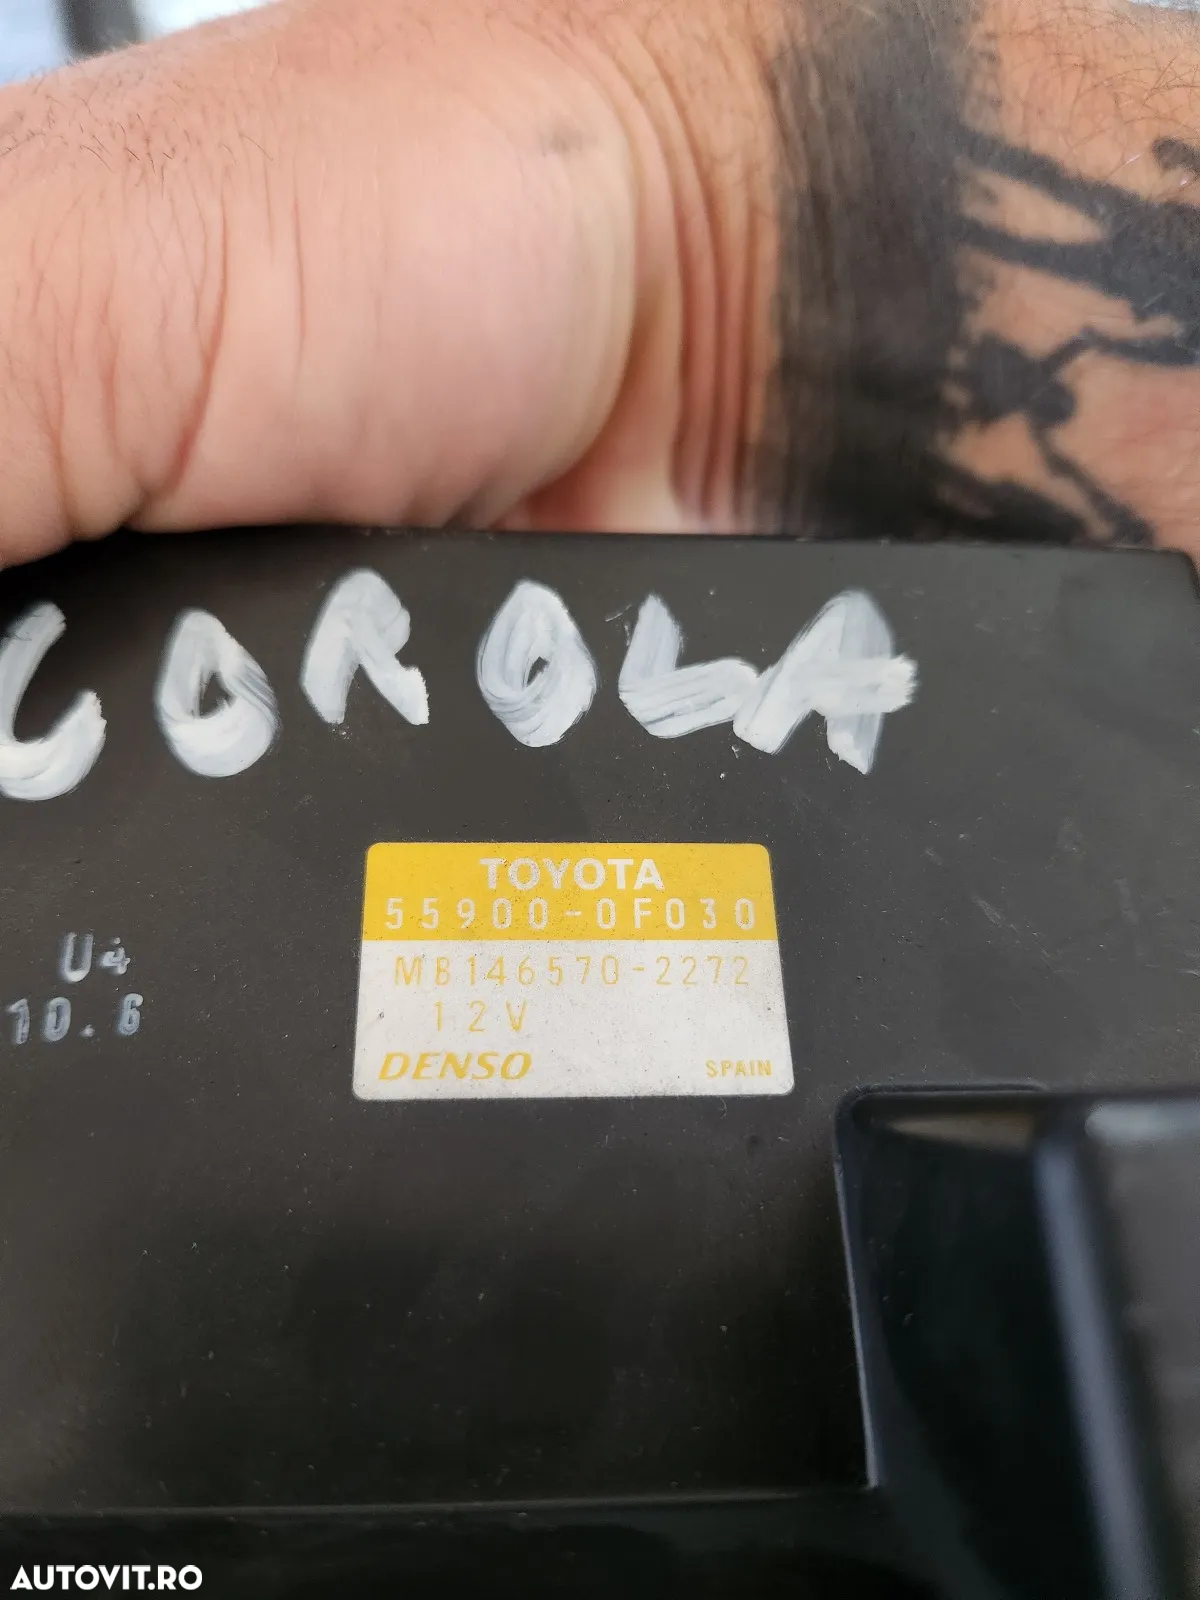 COROLA
TOYOTA
55900-0F030
U4
MB146570-2272
10.6
12V
DENSO
SPAIN
AUTOVIT.RO